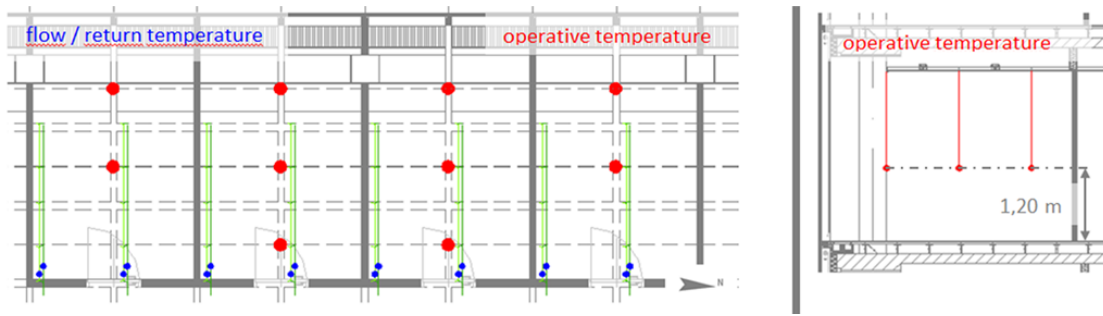 flow / return temperature
operative temperature
N
operative temperature
1,20 m